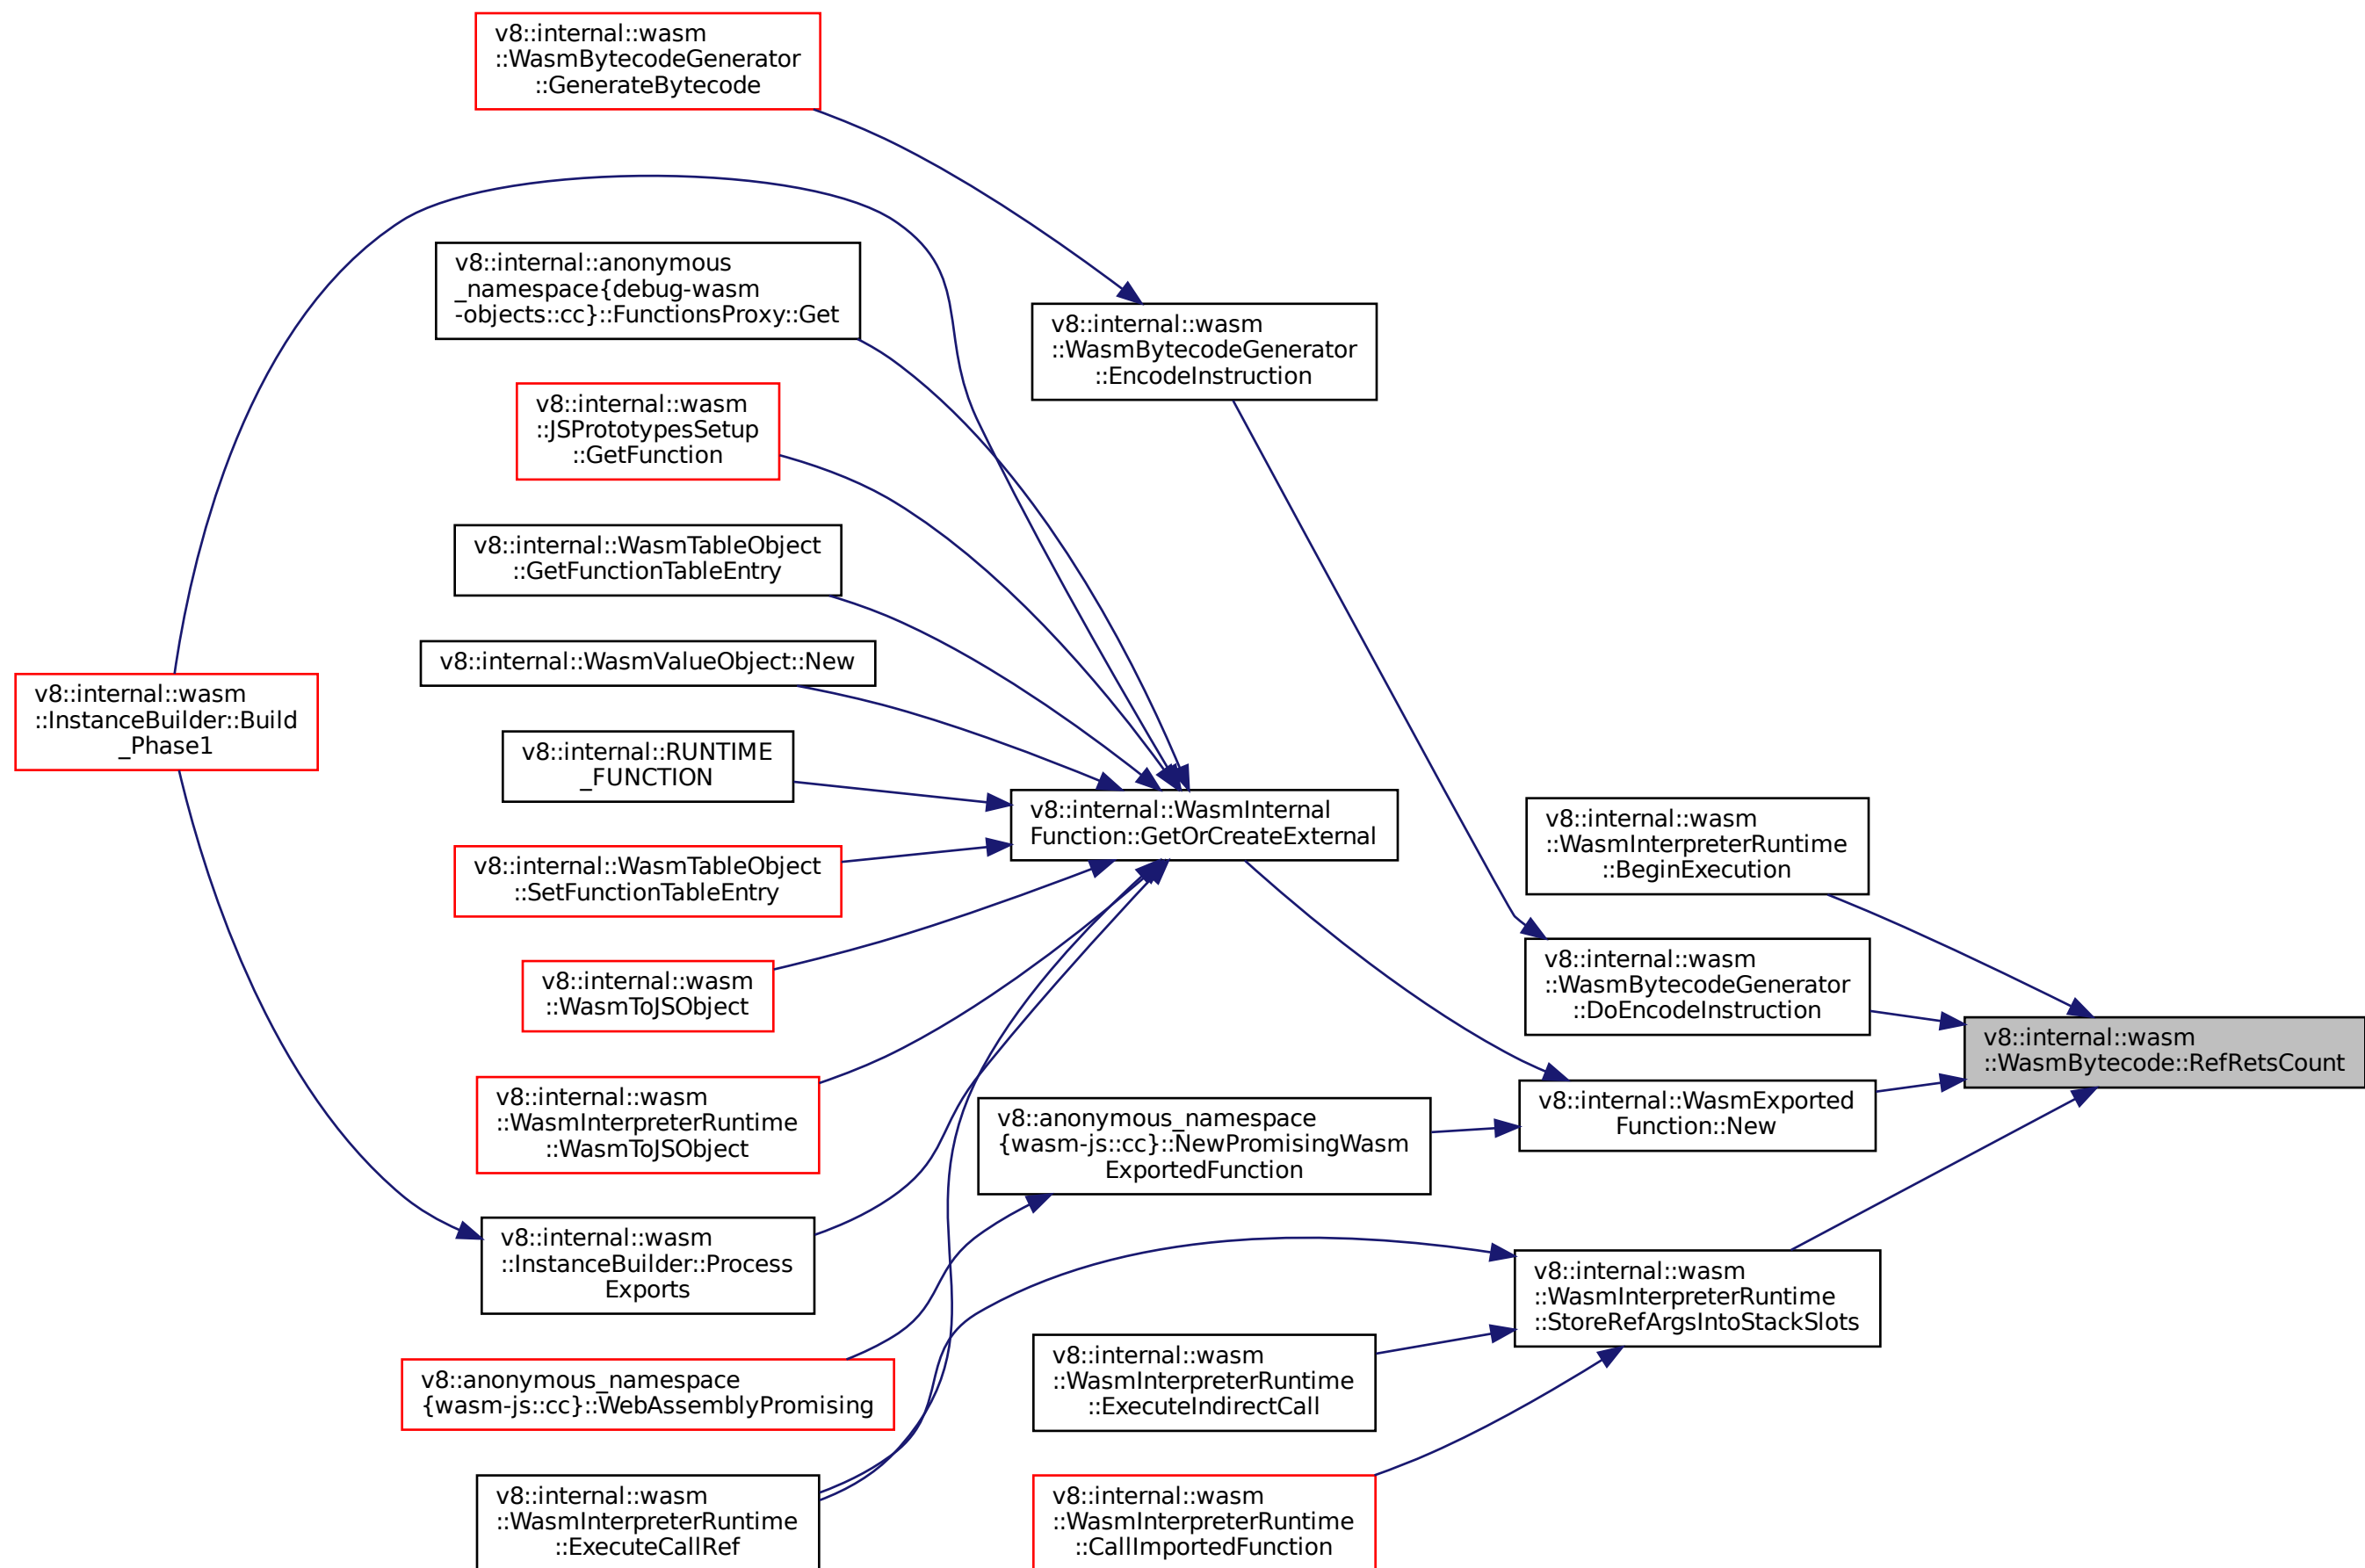 v8::internal::wasm
::WasmBytecodeGenerator
::GenerateBytecode
v8::internal::anonymous
_namespace{debug-wasm
-objects::cc}::FunctionsProxy::Get
v8::internal::wasm
::WasmBytecodeGenerator
::EncodeInstruction
v8::internal::wasm
::JSPrototypesSetup
::GetFunction
v8::internal::WasmTableObject
::GetFunctionTableEntry
v8::internal::WasmValueObject::New
v8::internal::wasm
::InstanceBuilder::Build
_Phase1
v8::internal::RUNTIME
_FUNCTION
v8::internal::WasmInternal
Function::GetOrCreateExternal
v8::internal::wasm
::WasmInterpreterRuntime
::BeginExecution
v8::internal::WasmTableObject
::SetFunctionTableEntry
v8::internal::wasm
::WasmBytecodeGenerator
::DoEncodeInstruction
v8::internal::wasm
::WasmToJSObject
v8::internal::wasm
::WasmBytecode::RefRetsCount
v8::internal::wasm
::WasmInterpreterRuntime
::WasmToJSObject
v8::internal::WasmExported
Function::New
v8::anonymous_namespace
{wasm-js::cc}::NewPromisingWasm
ExportedFunction
v8::internal::wasm
::InstanceBuilder::Process
Exports
v8::internal::wasm
::WasmInterpreterRuntime
::StoreRefArgsIntoStackSlots
v8::internal::wasm
::WasmInterpreterRuntime
::ExecuteIndirectCall
v8::anonymous_namespace
{wasm-js::cc}::WebAssemblyPromising
v8::internal::wasm
::WasmInterpreterRuntime
::ExecuteCallRef
v8::internal::wasm
::WasmInterpreterRuntime
::CallImportedFunction